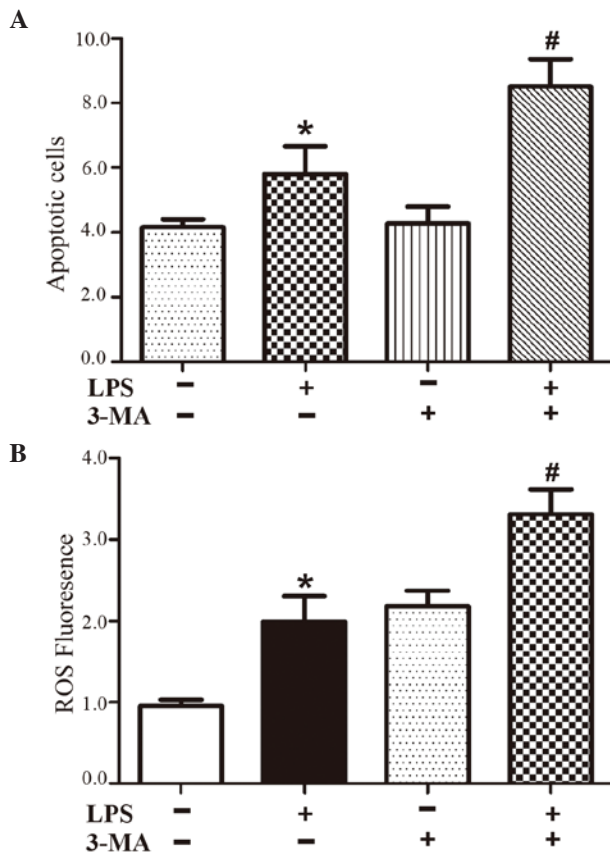 A
10.0
8.0
6.0
4.0
2.0
0.0
Apoptotic cells
*
#
LPS - + - +
3-MA - - + +
B
4.0
3.0
2.0
1.0
0.0
ROS Fluoresence
*
#
LPS - + - +
3-MA - - + +